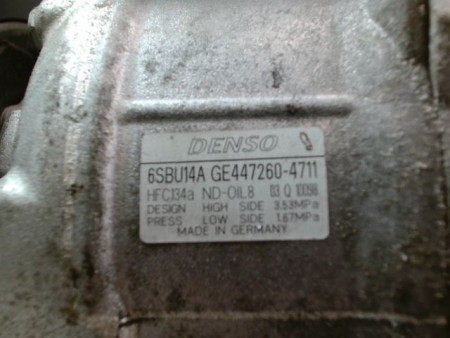 DENSO
6SBU14A GE447260-4711
HFC134a ND-OIL8 03 Q 10098
DESIGN HIGH SIDE 3.53MPa
PRESS LOW SIDE 1.67MPa
MADE IN GERMANY